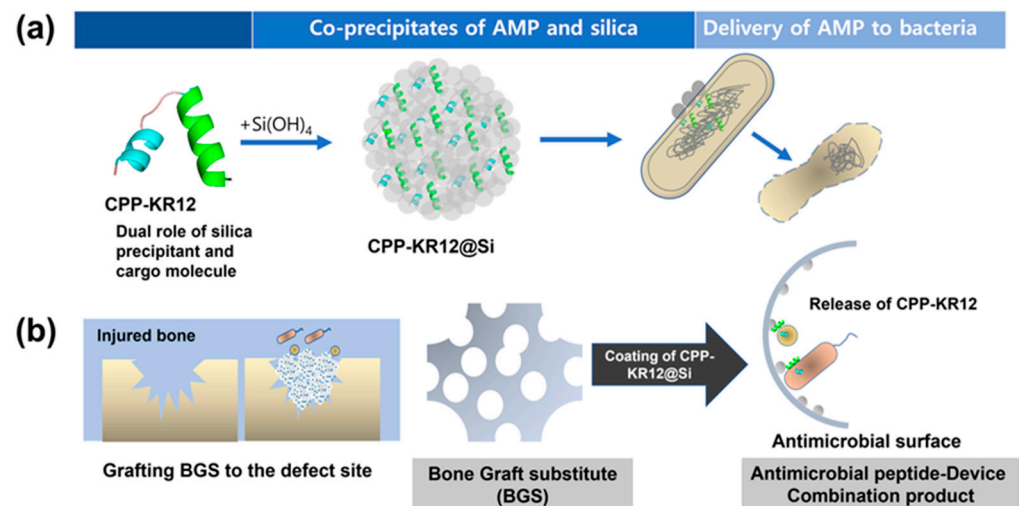 (a)
Co-precipitates of AMP and silica
Delivery of AMP to bacteria
+Si(OH)₄
CPP-KR12
Dual role of silica
precipitant and
cargo molecule
CPP-KR12@Si
(b)
Injured bone
Grafting BGS to the defect site
Bone Graft substitute
(BGS)
Coating of CPP-
KR12@Si
Release of CPP-KR12
Antimicrobial surface
Antimicrobial peptide-Device
Combination product